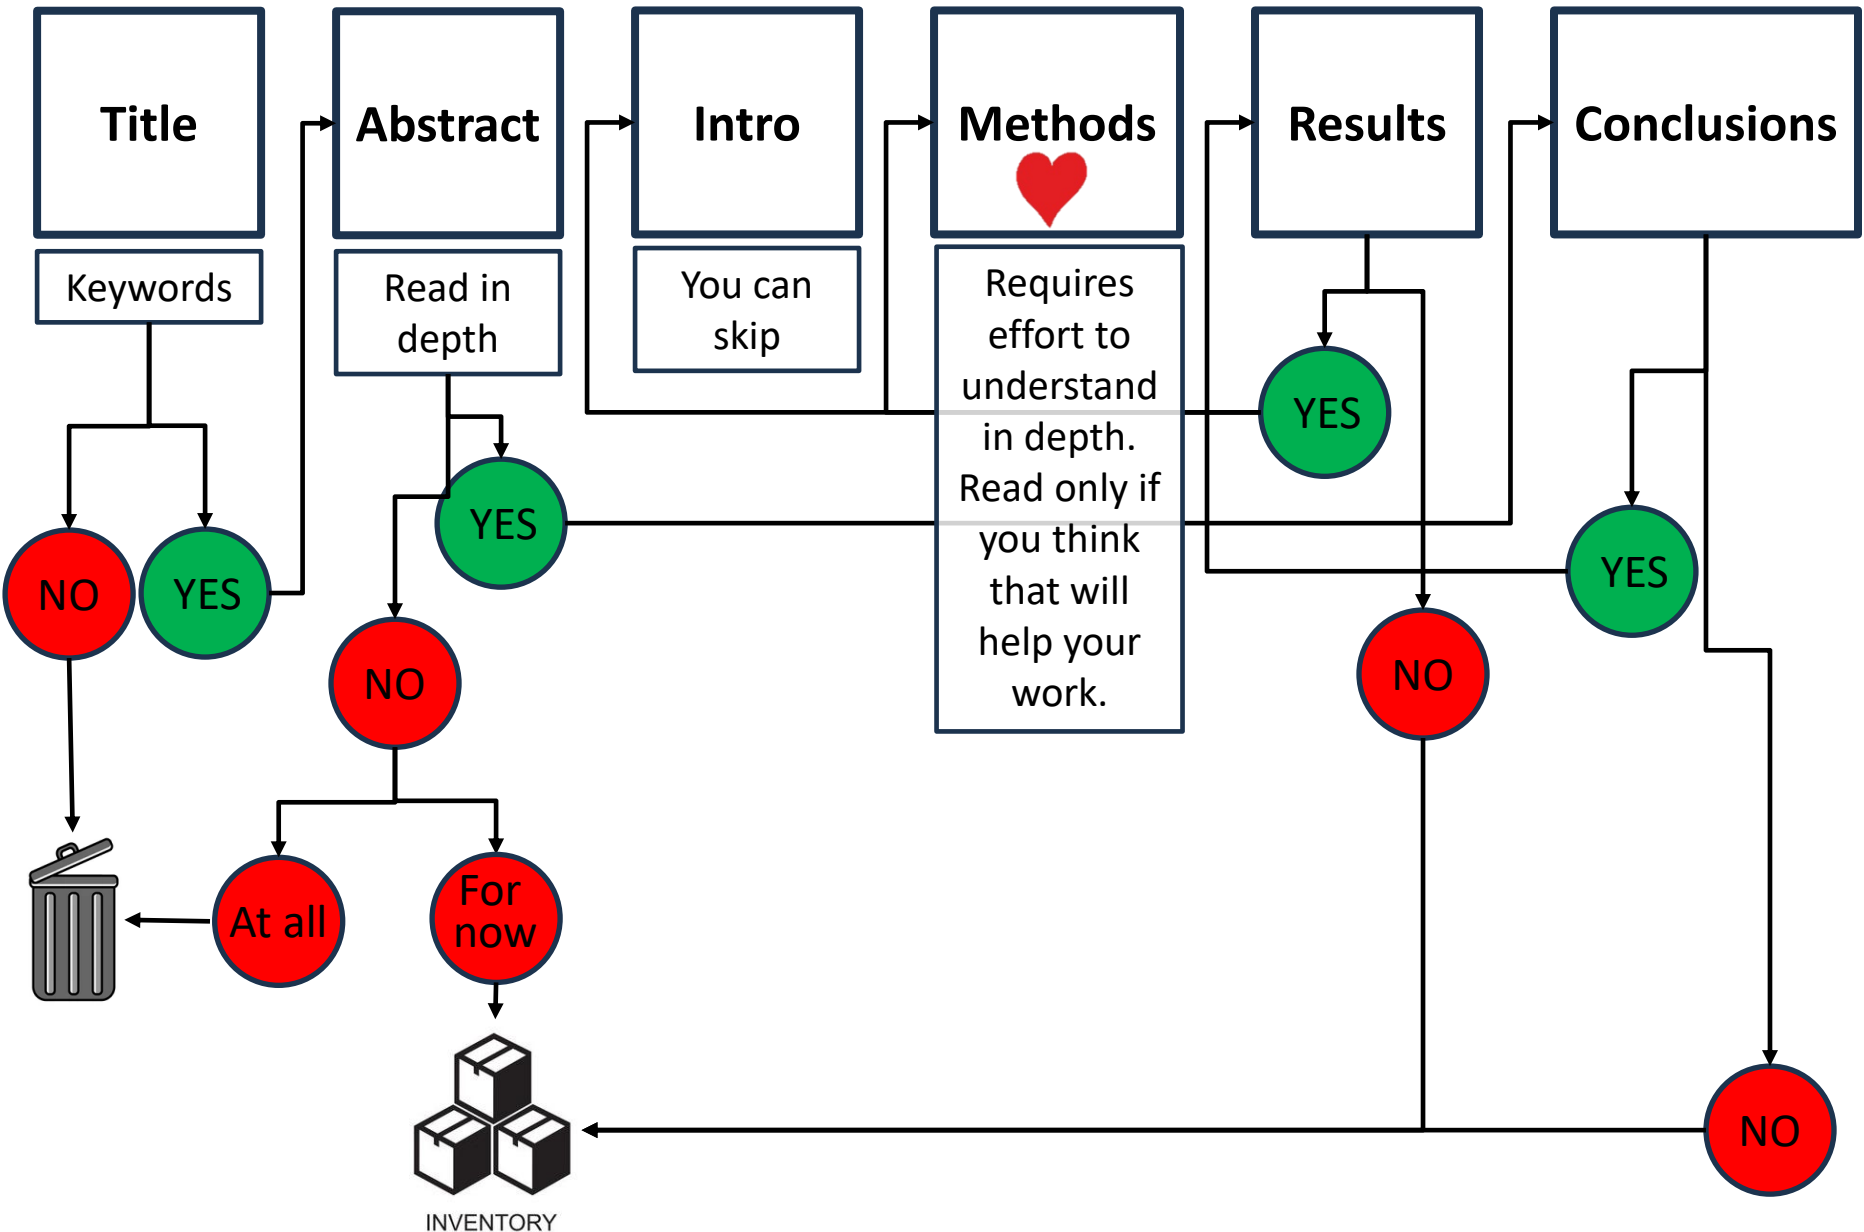 Title
Abstract
Intro
Methods
Results
Conclusions
Keywords
Read in
depth
You can
skip
Requires
effort to
understand
in depth.
Read only if
you think
that will
help your
work.
YES
YES
YES
NO
YES
NO
NO
At all
For
now
NO
INVENTORY